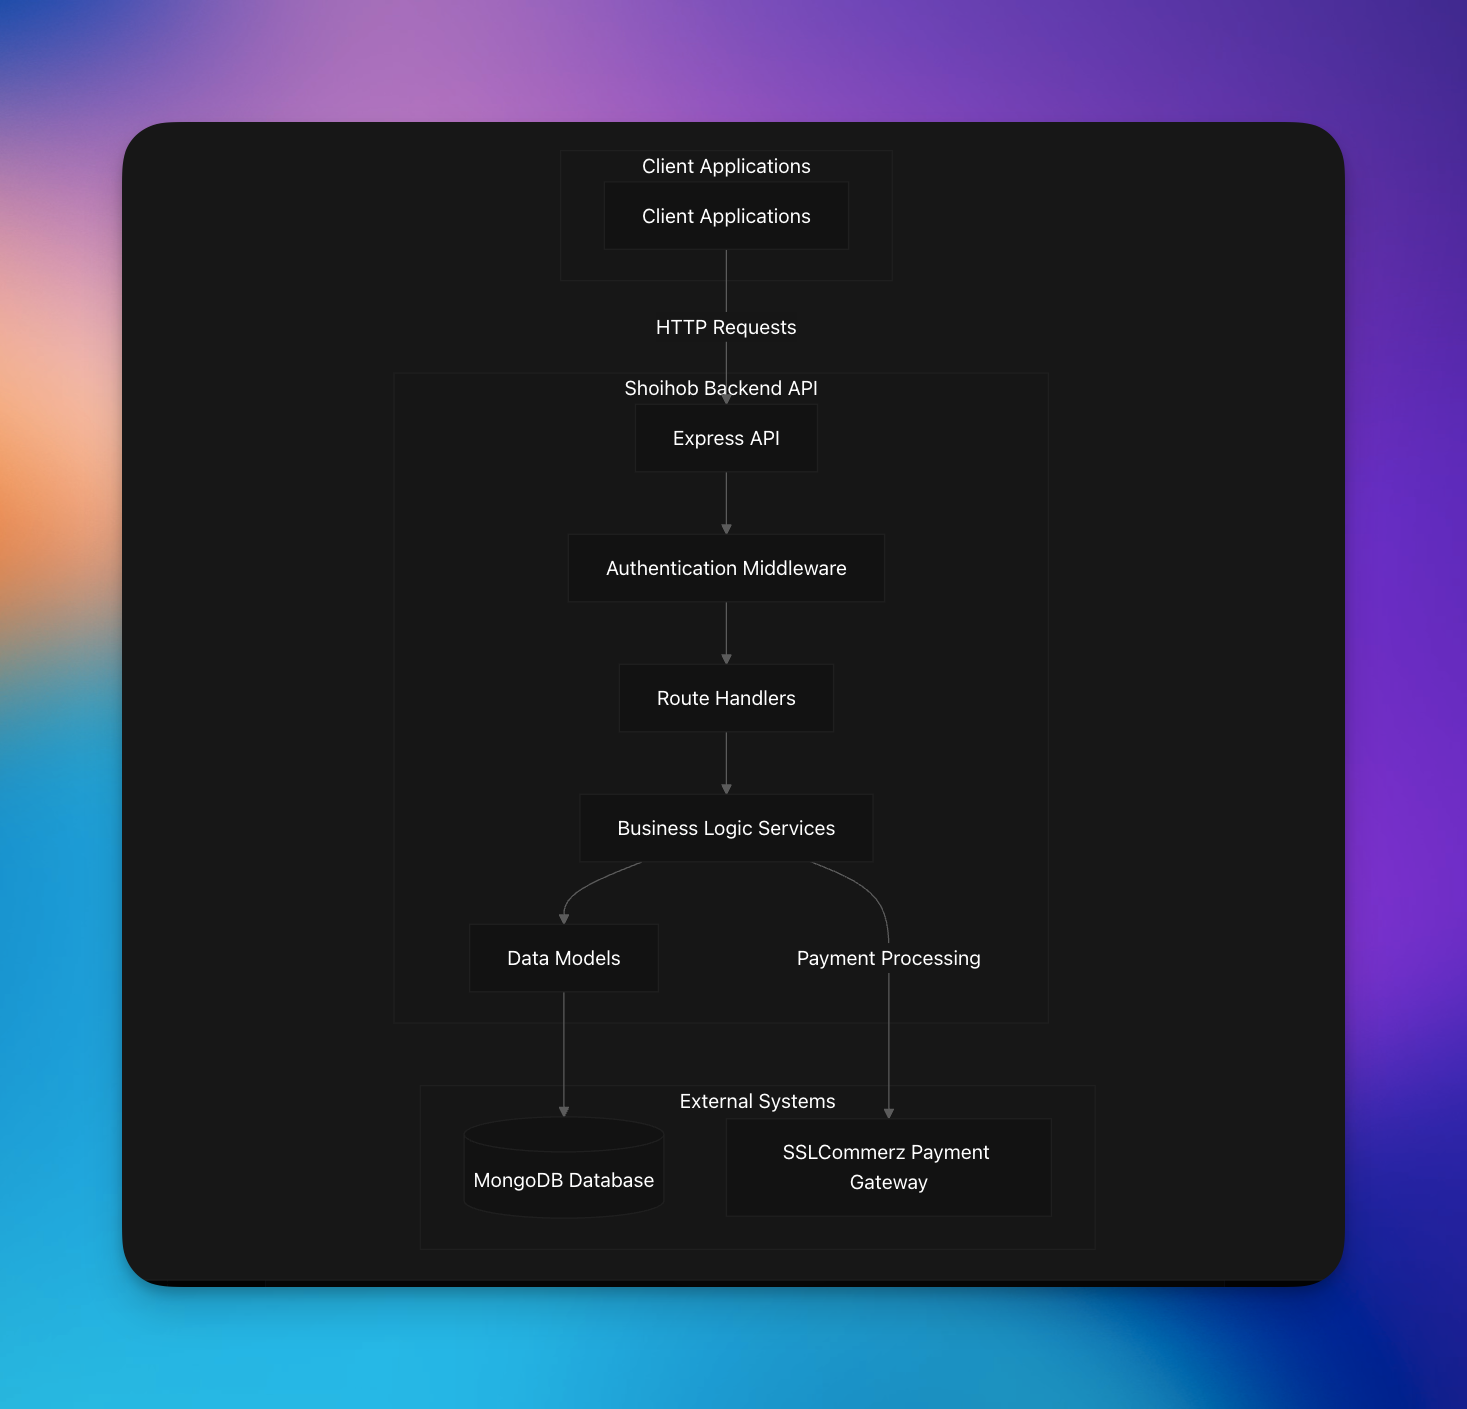 Client Applications
Client Applications
HTTP Requests
Shoihob Backend API
Express API
Authentication Middleware
Route Handlers
Business Logic Services
Data Models
Payment Processing
External Systems
MongoDB Database
SSLCommerz Payment
Gateway